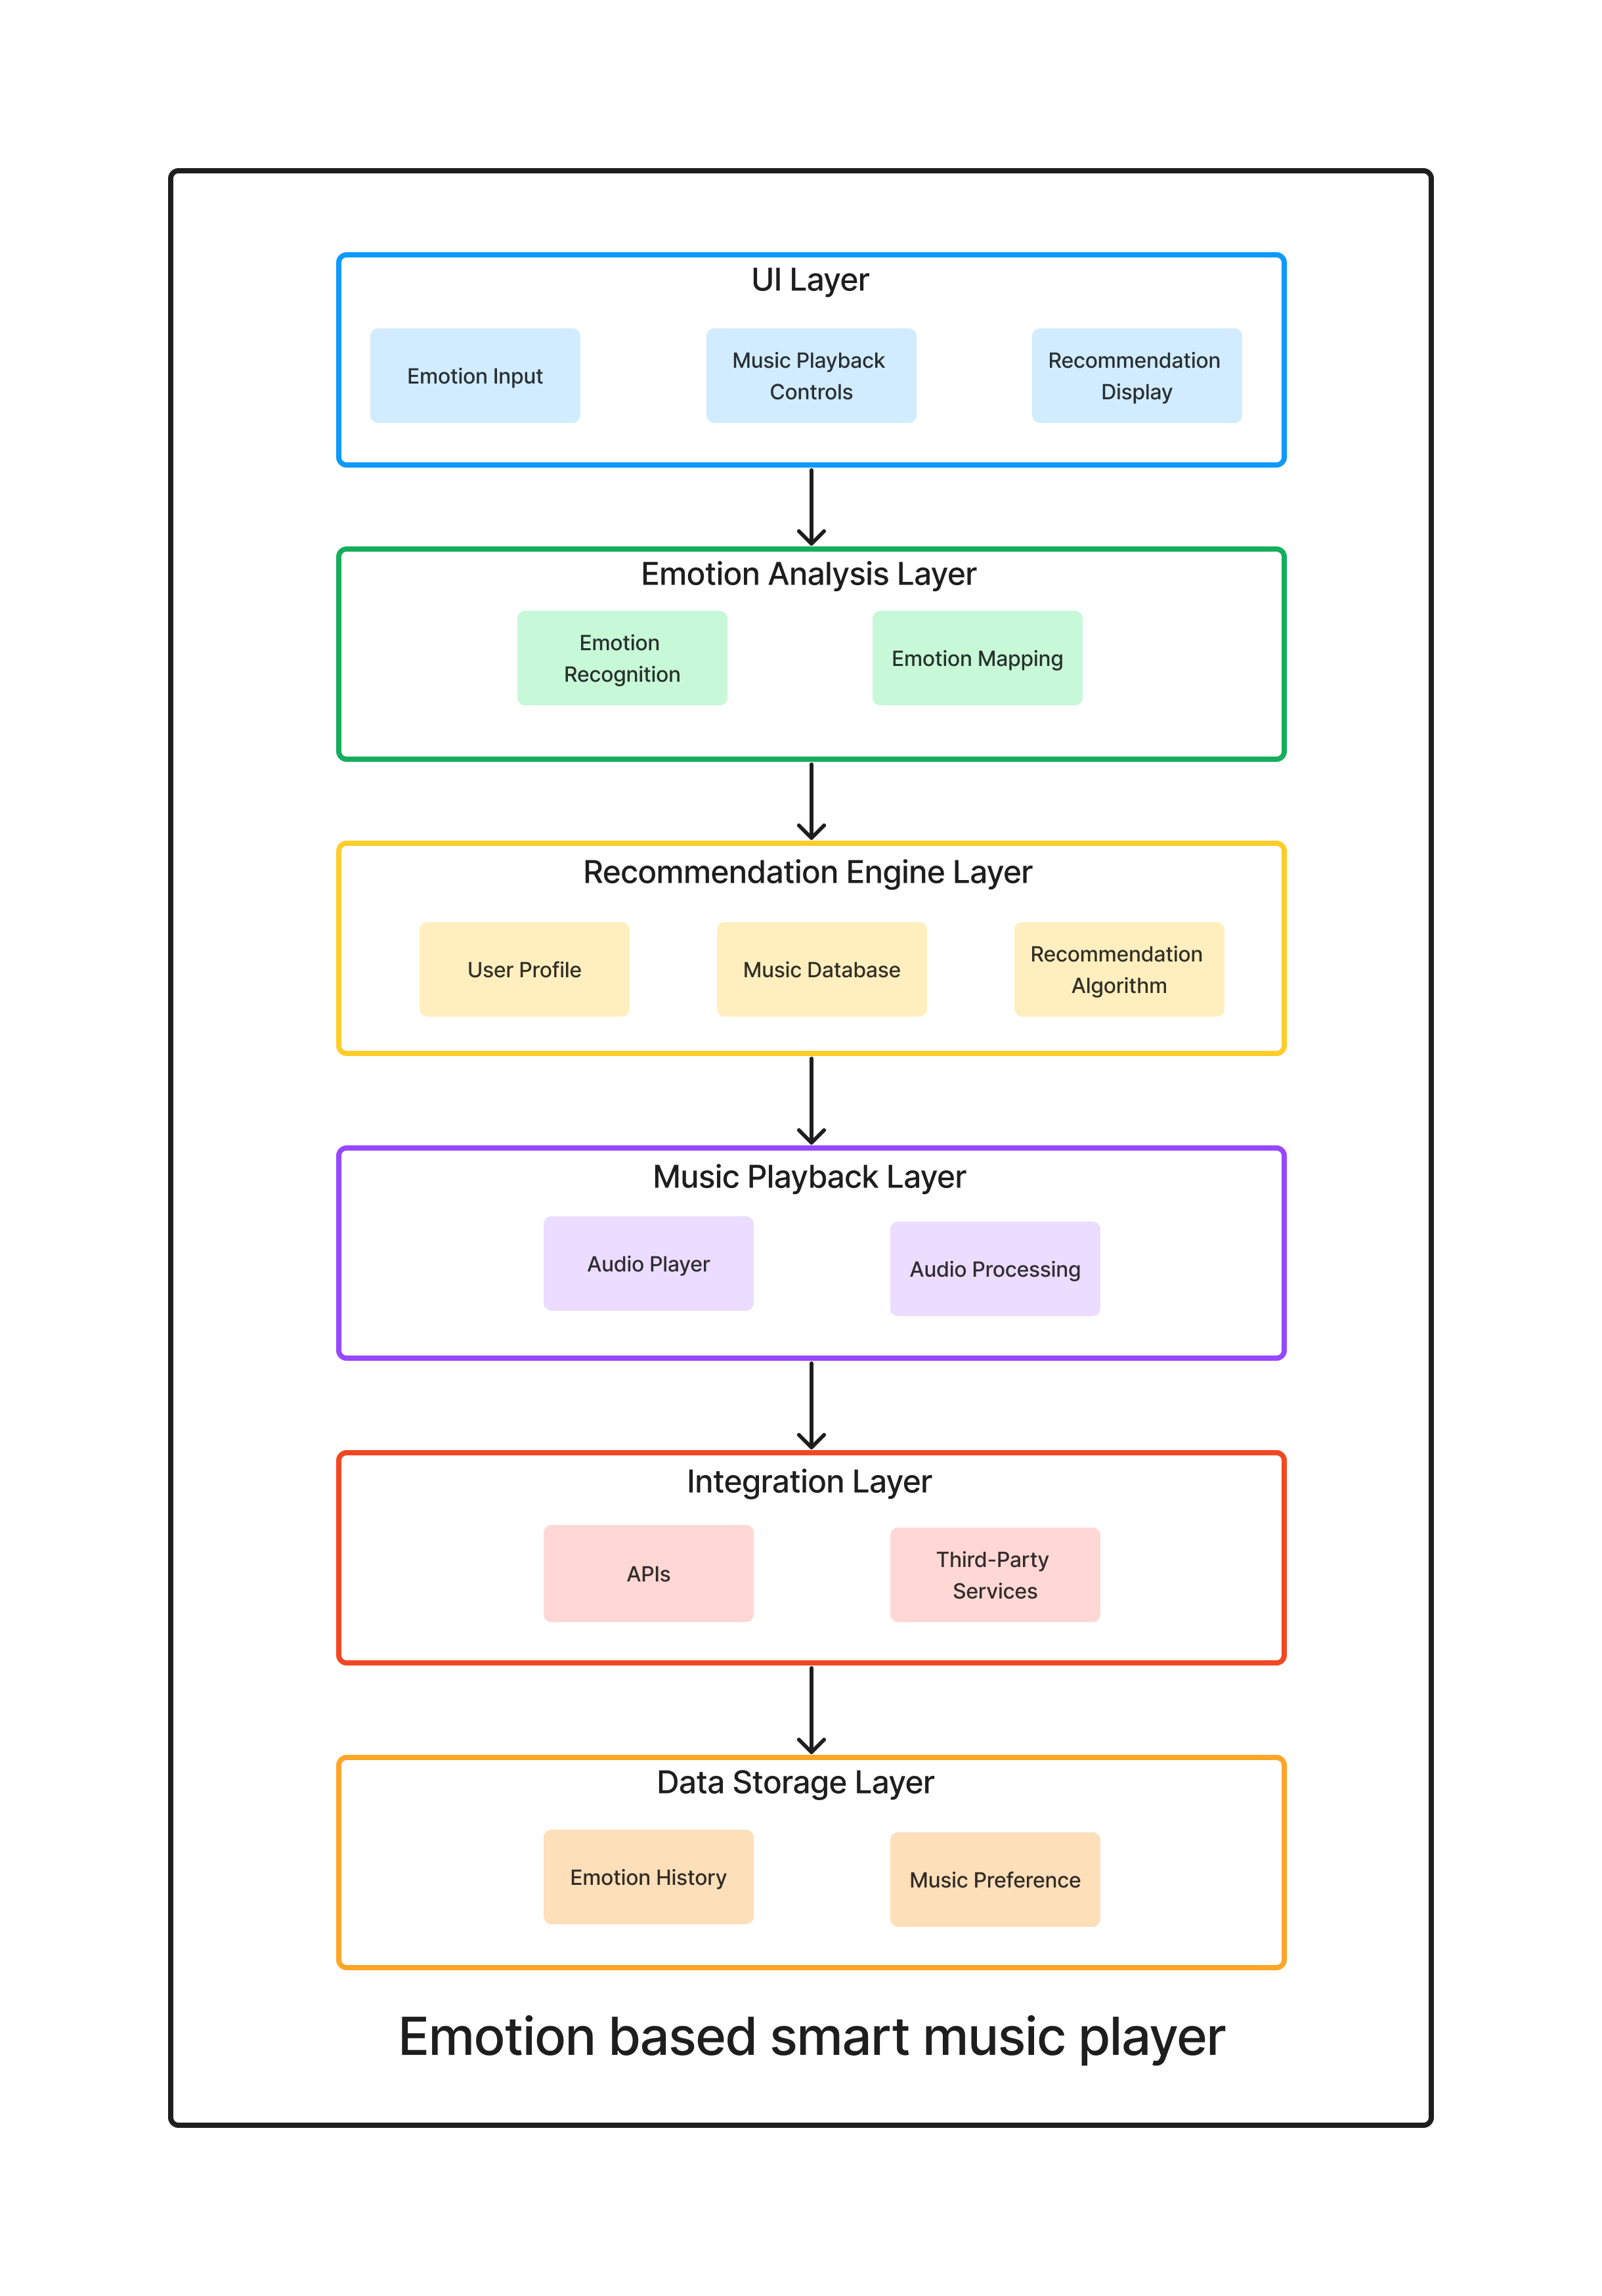 UI Layer
Emotion Input
Music Playback
Controls
Recommendation
Display
Emotion Analysis Layer
Emotion
Recognition
Emotion Mapping
Recommendation Engine Layer
User Profile
Music Database
Recommendation
Algorithm
Music Playback Layer
Audio Player
Audio Processing
Integration Layer
APIs
Third-Party
Services
Data Storage Layer
Emotion History
Music Preference
Emotion based smart music player